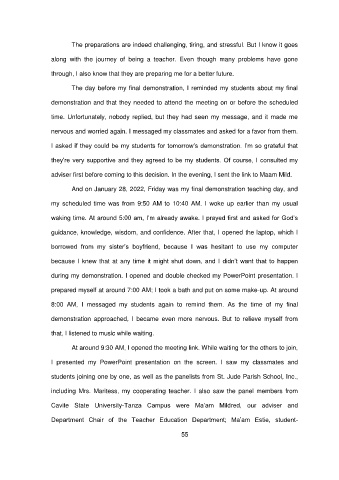 The preparations are indeed challenging, tiring, and stressful. But I know it goes
along with the journey of being a teacher. Even though many problems have gone
through, I also know that they are preparing me for a better future.
The day before my final demonstration, I reminded my students about my final
demonstration and that they needed to attend the meeting on or before the scheduled
time. Unfortunately, nobody replied, but they had seen my message, and it made me
nervous and worried again. I messaged my classmates and asked for a favor from them.
I asked if they could be my students for tomorrow's demonstration. I'm so grateful that
they're very supportive and they agreed to be my students. Of course, I consulted my
adviser first before coming to this decision. In the evening, I sent the link to Maam Mild.
And on January 28, 2022, Friday was my final demonstration teaching day, and
my scheduled time was from 9:50 AM to 10:40 AM. I woke up earlier than my usual
waking time. At around 5:00 am, I'm already awake. I prayed first and asked for God's
guidance, knowledge, wisdom, and confidence. After that, I opened the laptop, which I
borrowed from my sister's boyfriend, because I was hesitant to use my computer
because I knew that at any time it might shut down, and I didn't want that to happen
during my demonstration. I opened and double checked my PowerPoint presentation. I
prepared myself at around 7:00 AM; I took a bath and put on some make-up. At around
8:00 AM, I messaged my students again to remind them. As the time of my final
demonstration approached, I became even more nervous. But to relieve myself from
that, I listened to music while waiting.
At around 9:30 AM, I opened the meeting link. While waiting for the others to join,
I presented my PowerPoint presentation on the screen. I saw my classmates and
students joining one by one, as well as the panelists from St. Jude Parish School, Inc.,
including Mrs. Maritess, my cooperating teacher. I also saw the panel members from
Cavite State University-Tanza Campus were Ma'am Mildred, our adviser and
Department Chair of the Teacher Education Department; Ma'am Estie, student-
55